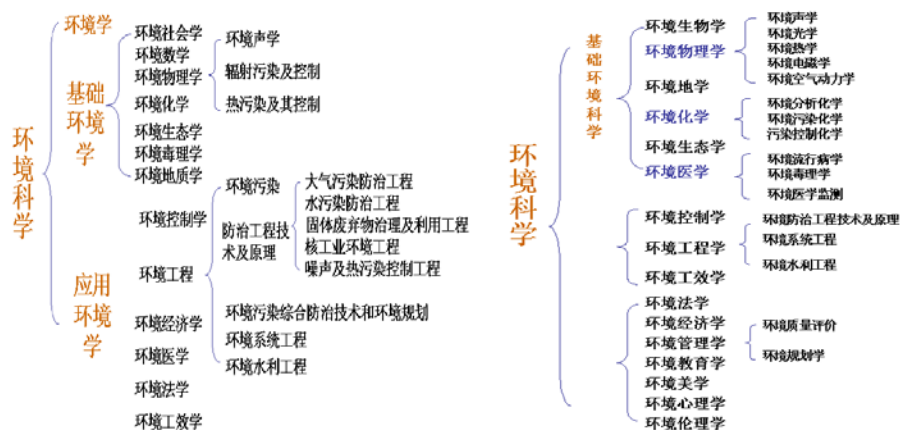 环境科学
环境学
基础环境学
环境社会学
环境数学
环境物理学
环境声学
辐射污染及控制
热污染及其控制
环境化学
环境生态学
环境毒理学
环境地质学
应用环境学
环境控制学
环境工程
环境污染
防治工程技术及原理
大气污染防治工程
水污染防治工程
固体废弃物治理及利用工程
核工业环境工程
噪声及热污染控制工程
环境污染综合防治技术和环境规划
环境系统工程
环境水利工程
环境经济学
环境医学
环境法学
环境工效学
环境科学
基础环境科学
环境生物学
环境物理学
环境声学
环境光学
环境热学
环境电磁学
环境空气动力学
环境地学
环境化学
环境分析化学
环境污染化学
污染控制化学
环境生态学
环境医学
环境流行病学
环境毒理学
环境医学监测
环境控制学
环境工程学
环境防治工程技术及原理
环境系统工程
环境水利工程
环境工效学
环境法学
环境经济学
环境管理学
环境质量评价
环境规划学
环境教育学
环境美学
环境心理学
环境伦理学